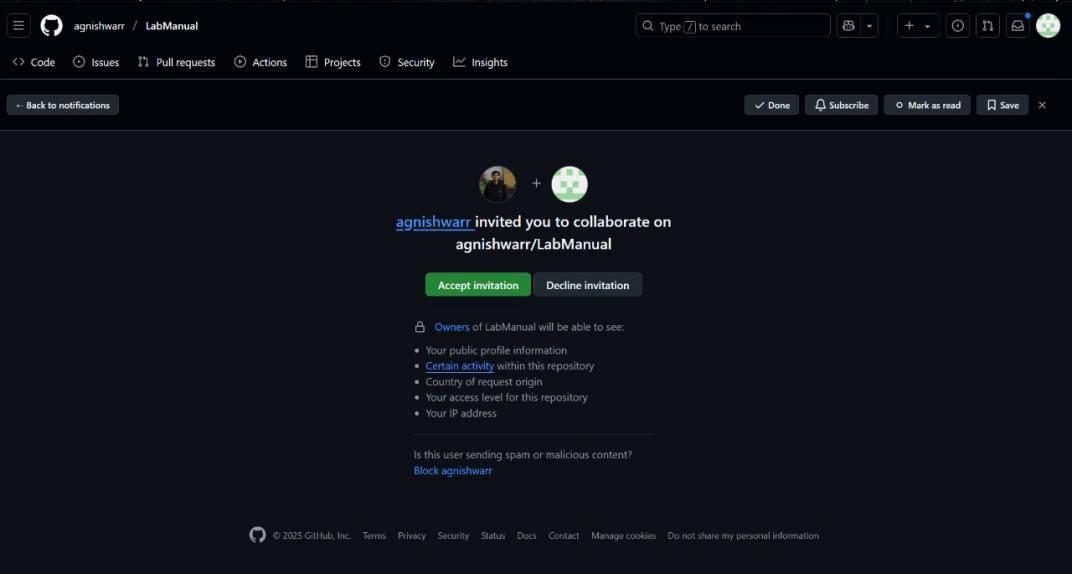 agnishwarr / LabManual
Type / to search
Code Issues Pull requests Actions Projects Security Insights
← Back to notifications
Done Subscribe Mark as read Save
agnishwarr invited you to collaborate on
agnishwarr/LabManual
Accept invitation Decline invitation
Owners of LabManual will be able to see:
Your public profile information
Certain activity within this repository
Country of request origin
Your access level for this repository
Your IP address
Is this user sending spam or malicious content?
Block agnishwarr
© 2025 GitHub, Inc. Terms Privacy Security Status Docs Contact Manage cookies Do not share my personal information